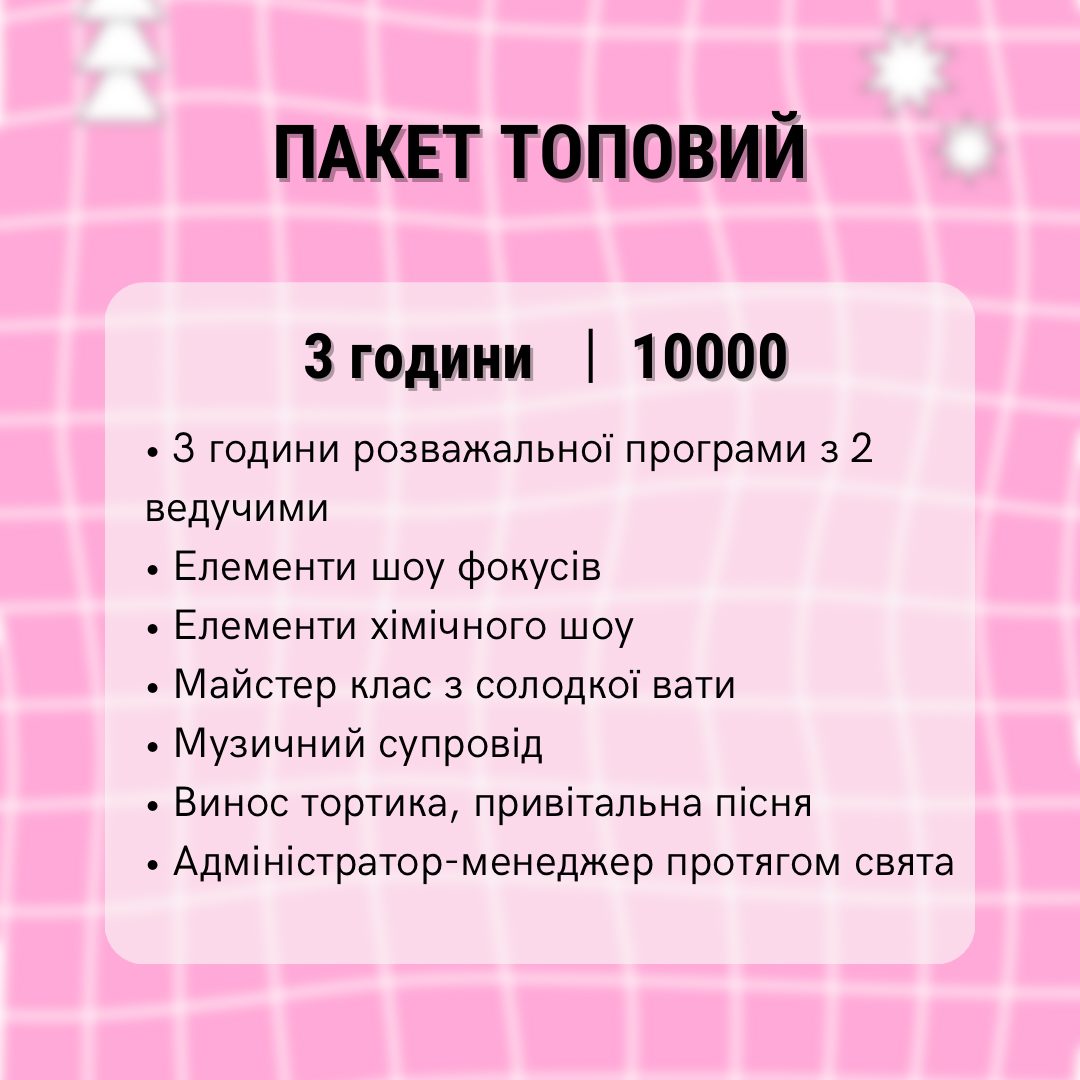 ПАКЕТ ТОПОВИЙ
3 години | 10000
• 3 години розважальної програми з 2
ведучими
• Елементи шоу фокусів
• Елементи хімічного шоу
• Майстер клас з солодкої вати
• Музичний супровід
• Винос тортика, привітальна пісня
• Адміністратор-менеджер протягом свята